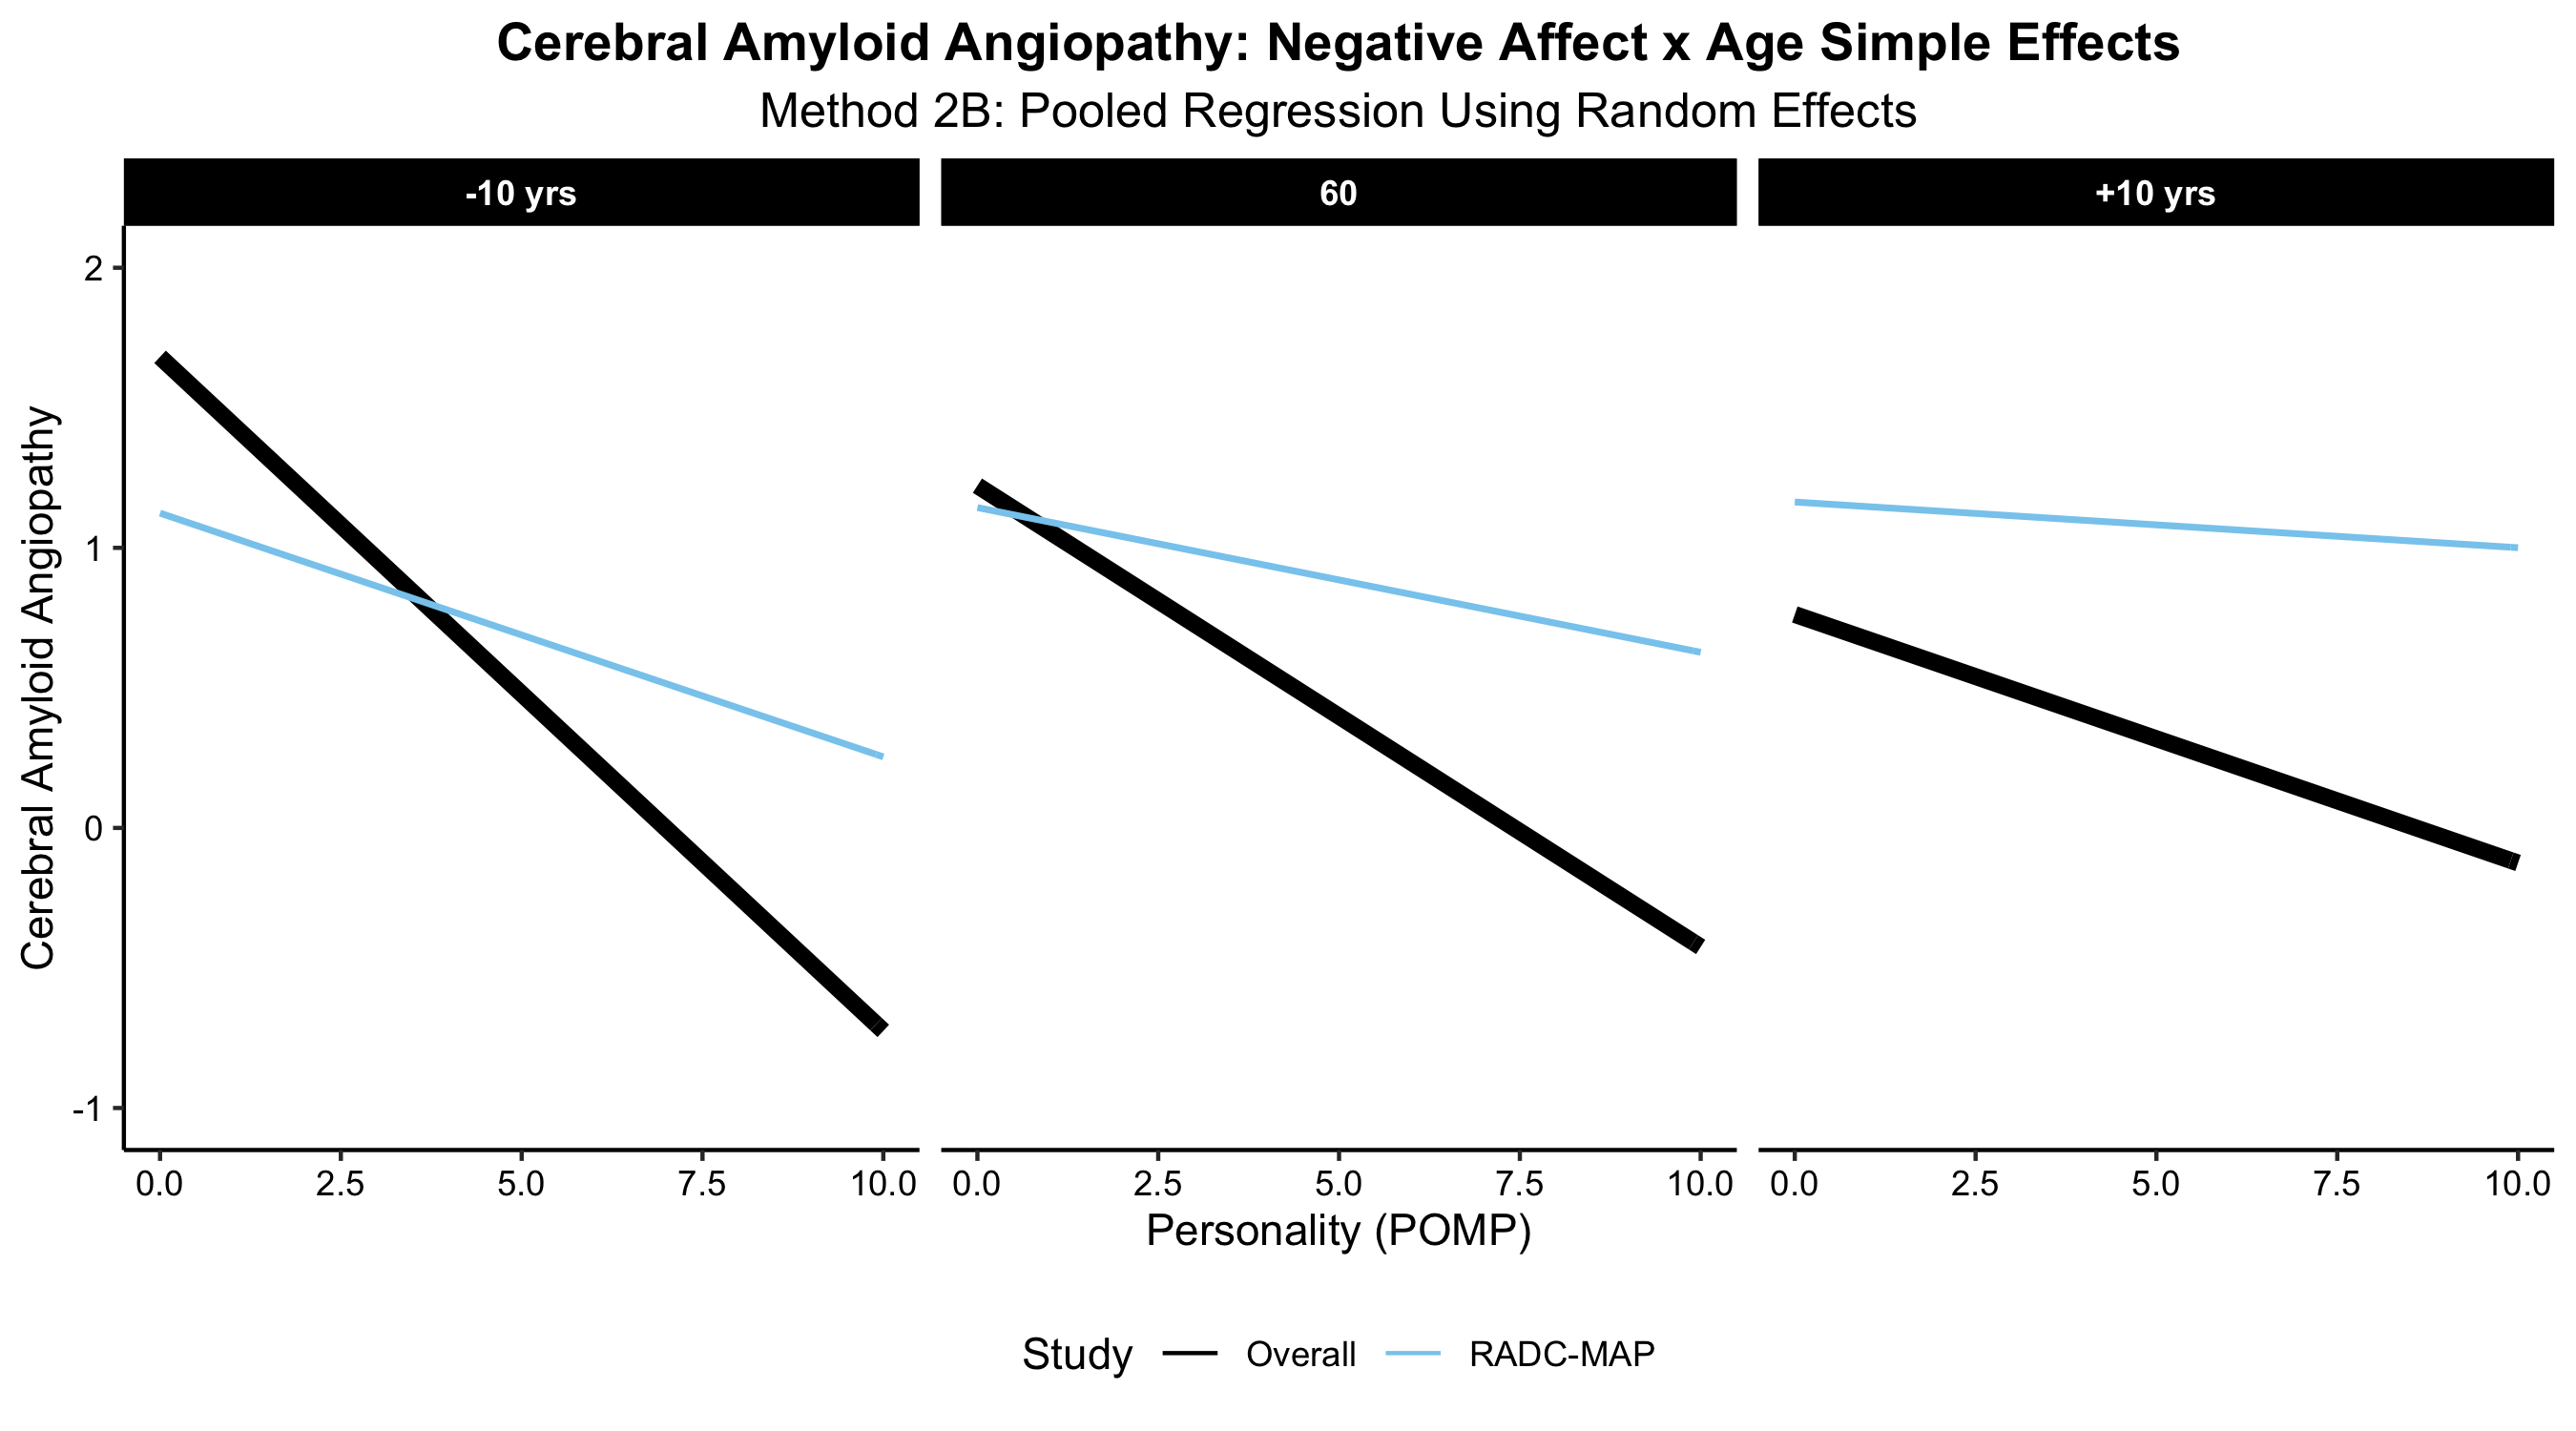 Cerebral Amyloid Angiopathy: Negative Affect x Age Simple Effects
Method 2B: Pooled Regression Using Random Effects
-10 yrs
60
+10 yrs
Cerebral Amyloid Angiopathy
2
1
0
-1
0.0 2.5 5.0 7.5 10.0
0.0 2.5 5.0 7.5 10.0
0.0 2.5 5.0 7.5 10.0
Personality (POMP)
Study Overall RADC-MAP